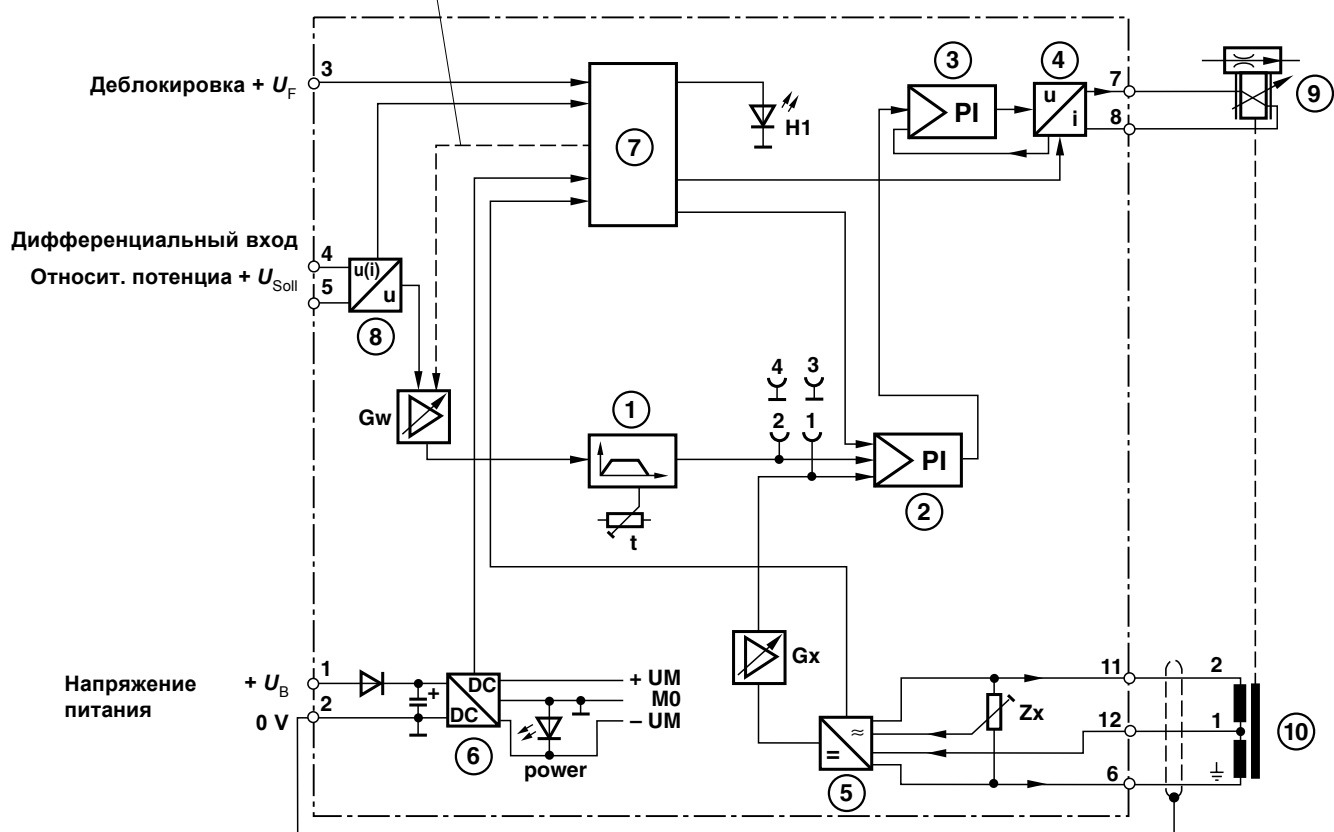 3
Деблокировка + U_F
7
H1
3
PI
4
u
i
7
8
9
Дифференциальный вход
4
Относит. потенциа + U_Soll
5
u(i)
u
8
Gw
1
t
4
3
2
1
PI
2
Gx
Напряжение
питания
+ U_B
1
0 V
2
+
DC
DC
6
+ UM
M0
– UM
power
≈
=
5
Zx
11
12
6
2
1
10